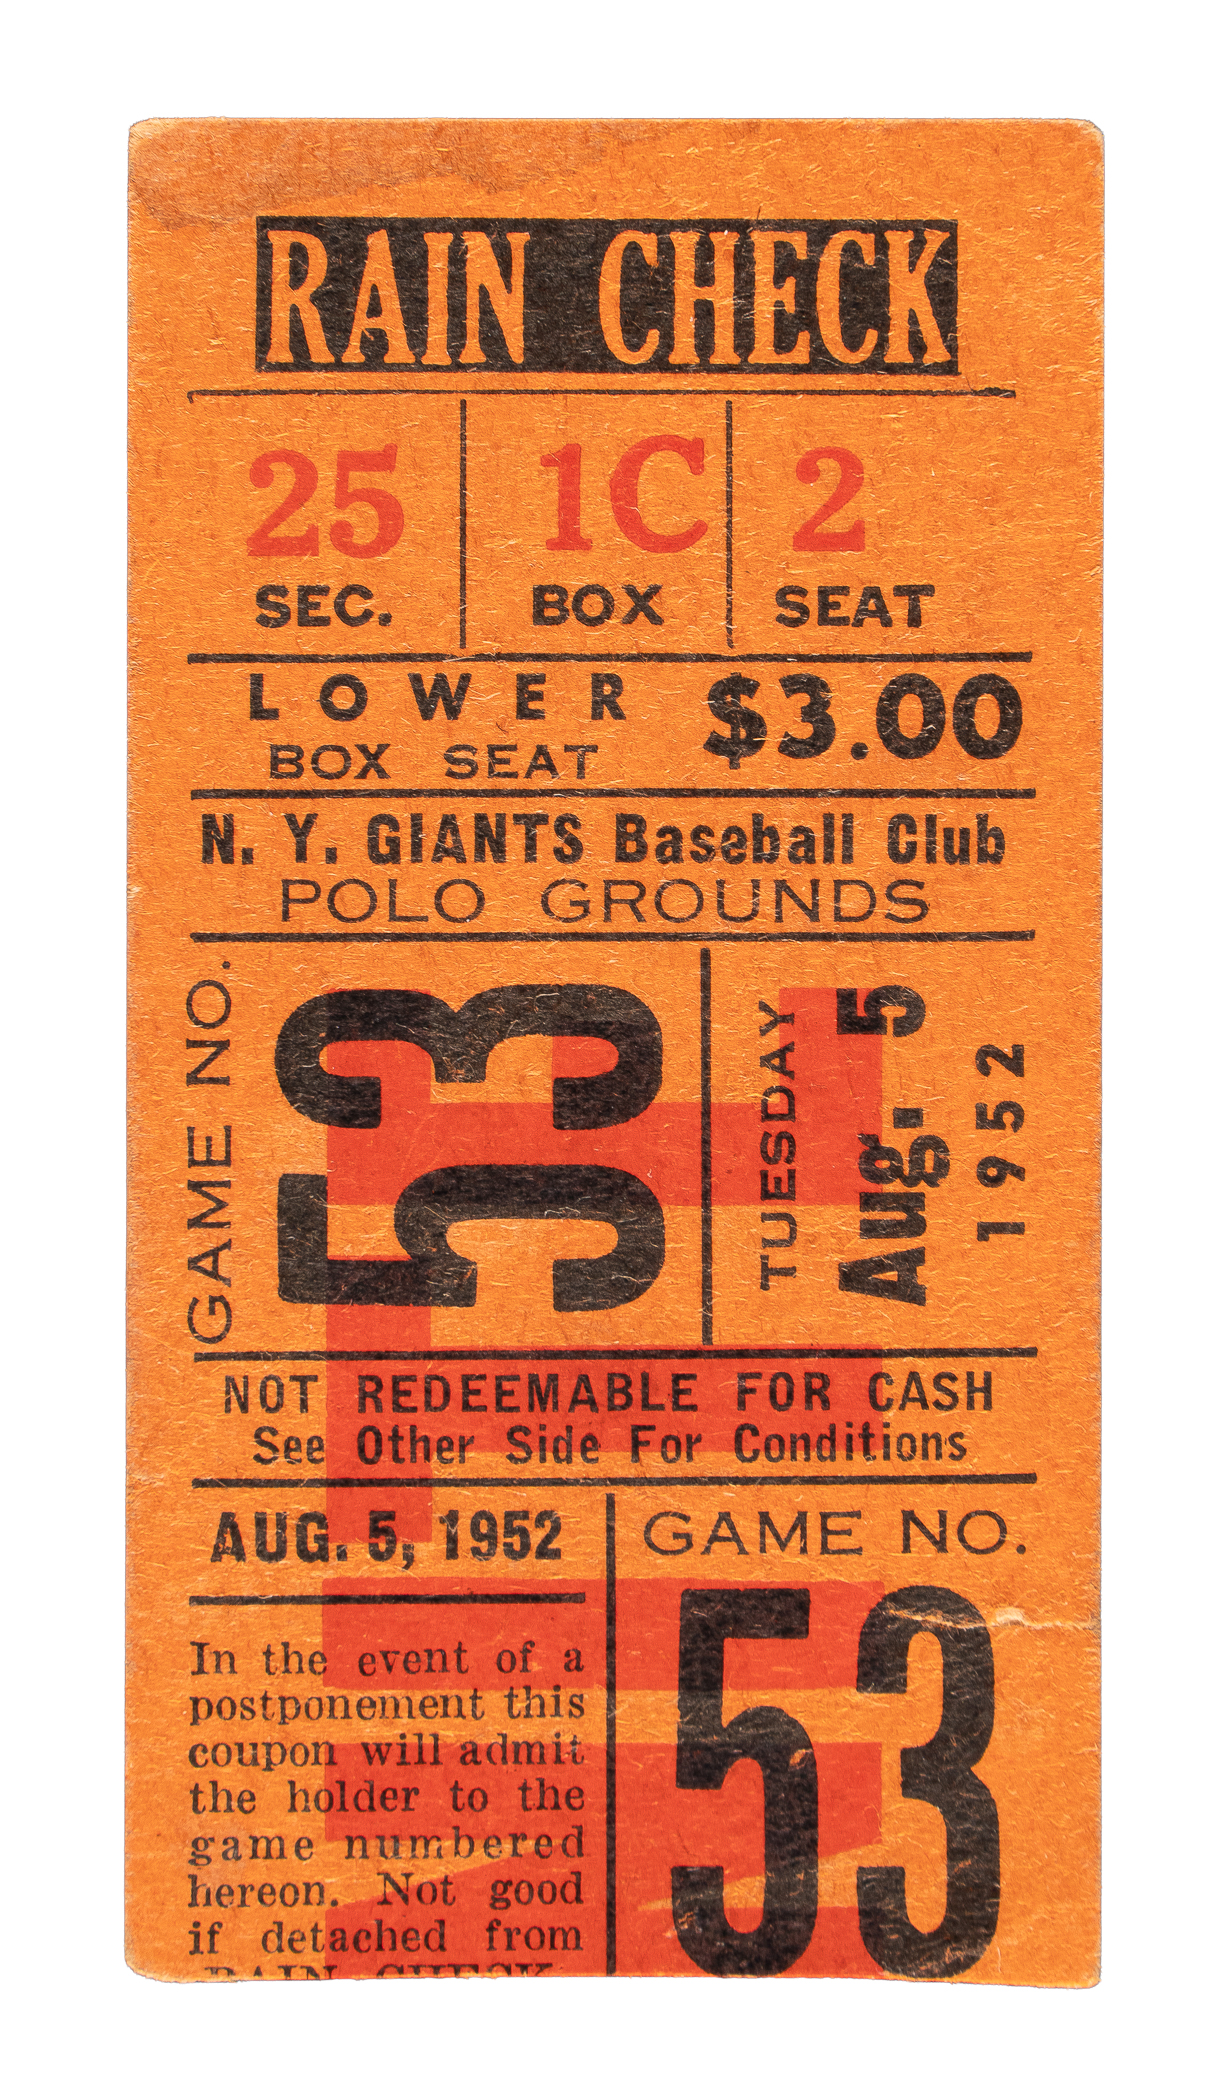 RAIN CHECK
25 1C 2
SEC. BOX SEAT
LOWER $3.00
BOX SEAT
N. Y. GIANTS Baseball Club
POLO GROUNDS
GAME NO.
53
TUESDAY
Aug. 5
1952
NOT REDEEMABLE FOR CASH
See Other Side For Conditions
AUG. 5, 1952
GAME NO.
53
In the event of a
postponement this
coupon will admit
the holder to the
game numbered
hereon. Not good
if detached from
RAIN CHECK.